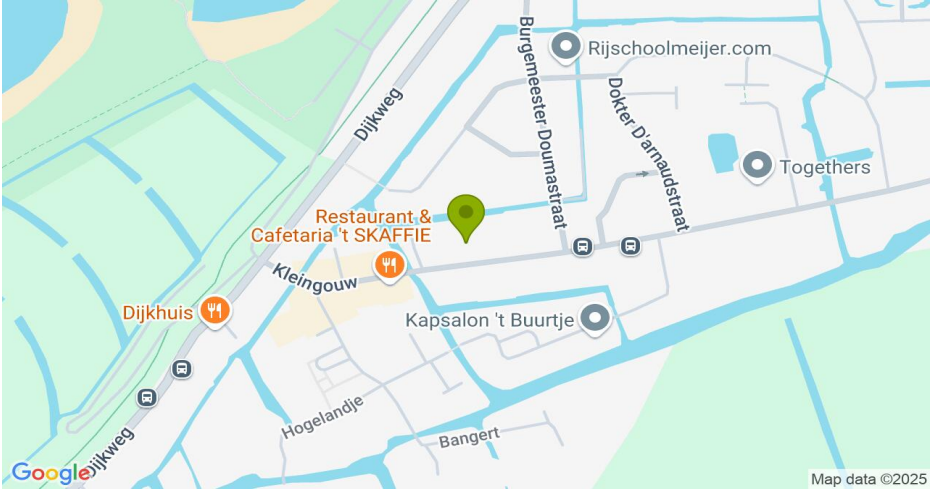 Burgemeester Doumastraat
Rijschoolmeijer.com
Dijkweg
Dokter D'arnaudstraat
Togethers
Restaurant &
Cafetaria 't SKAFFIE
Kleingouw
Dijkhuis
Kapsalon 't Buurtje
Hogelandje
Bangert
Dijkweg
Google
Map data ©2025